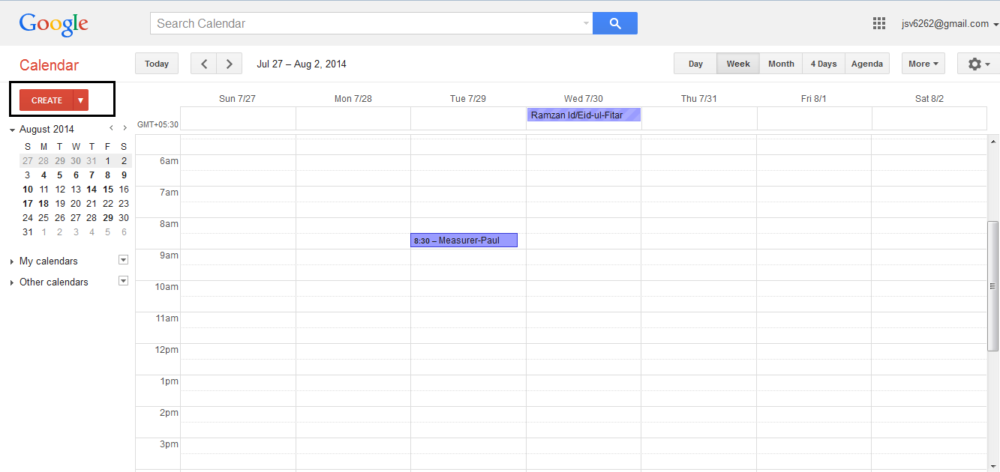 Google
Search Calendar
jsv6262@gmail.com
Calendar
Today
Jul 27 – Aug 2, 2014
Day Week Month 4 Days Agenda
More
CREATE
Sun 7/27 Mon 7/28 Tue 7/29 Wed 7/30 Thu 7/31 Fri 8/1 Sat 8/2
GMT+05:30
Ramzan Id/Eid-ul-Fitar
August 2014
S M T W T F S
27 28 29 30 31 1 2
3 4 5 6 7 8 9
10 11 12 13 14 15 16
17 18 19 20 21 22 23
24 25 26 27 28 29 30
31 1 2 3 4 5 6
My calendars
Other calendars
6am
7am
8am
8:30 – Measurer-Paul
9am
10am
11am
12pm
1pm
2pm
3pm